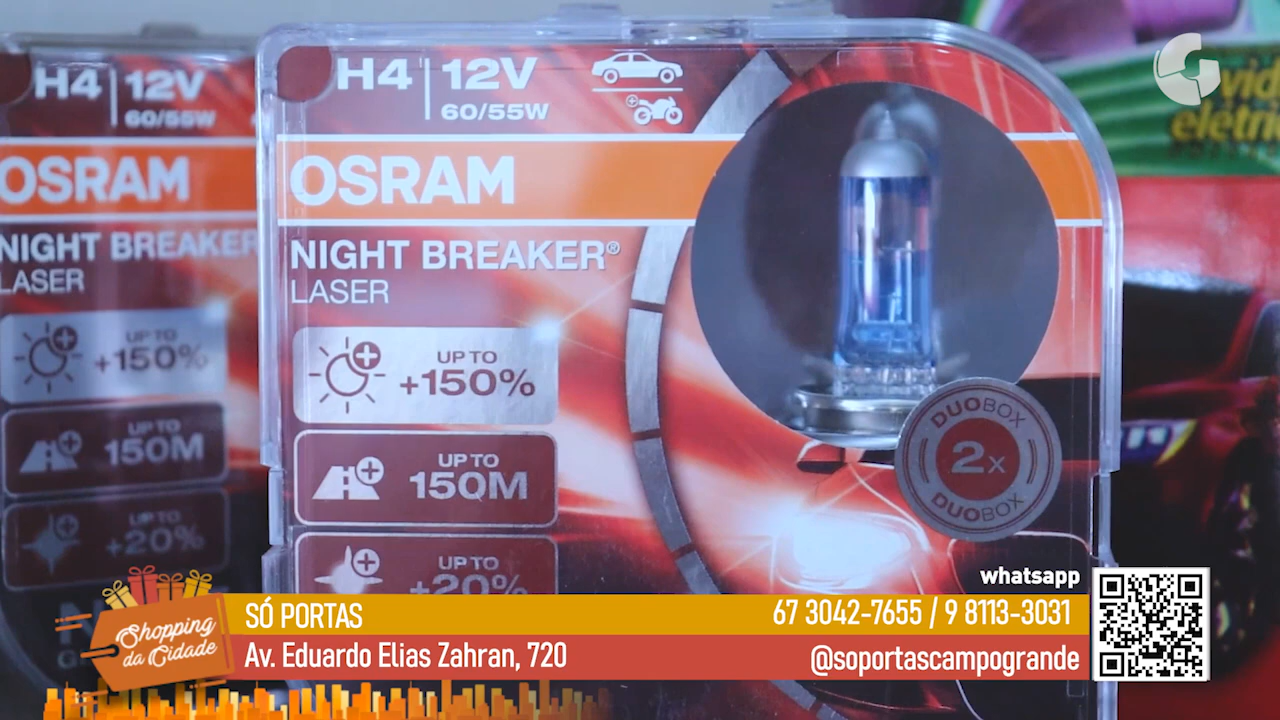 H4 12V
60/55W
OSRAM
NIGHT BREAKER
LASER
UP TO
+150%
UP TO
150M
UP TO
+20%
H4 12V
60/55W
OSRAM
NIGHT BREAKER®
LASER
UP TO
+150%
UP TO
150M
UP TO
+20%
DUOBOX
2x
DUOBOX
G
whatsapp
SÓ PORTAS
67 3042-7655 / 9 8113-3031
Av. Eduardo Elias Zahran, 720
@soportascampogrande
Shopping
da Cidade